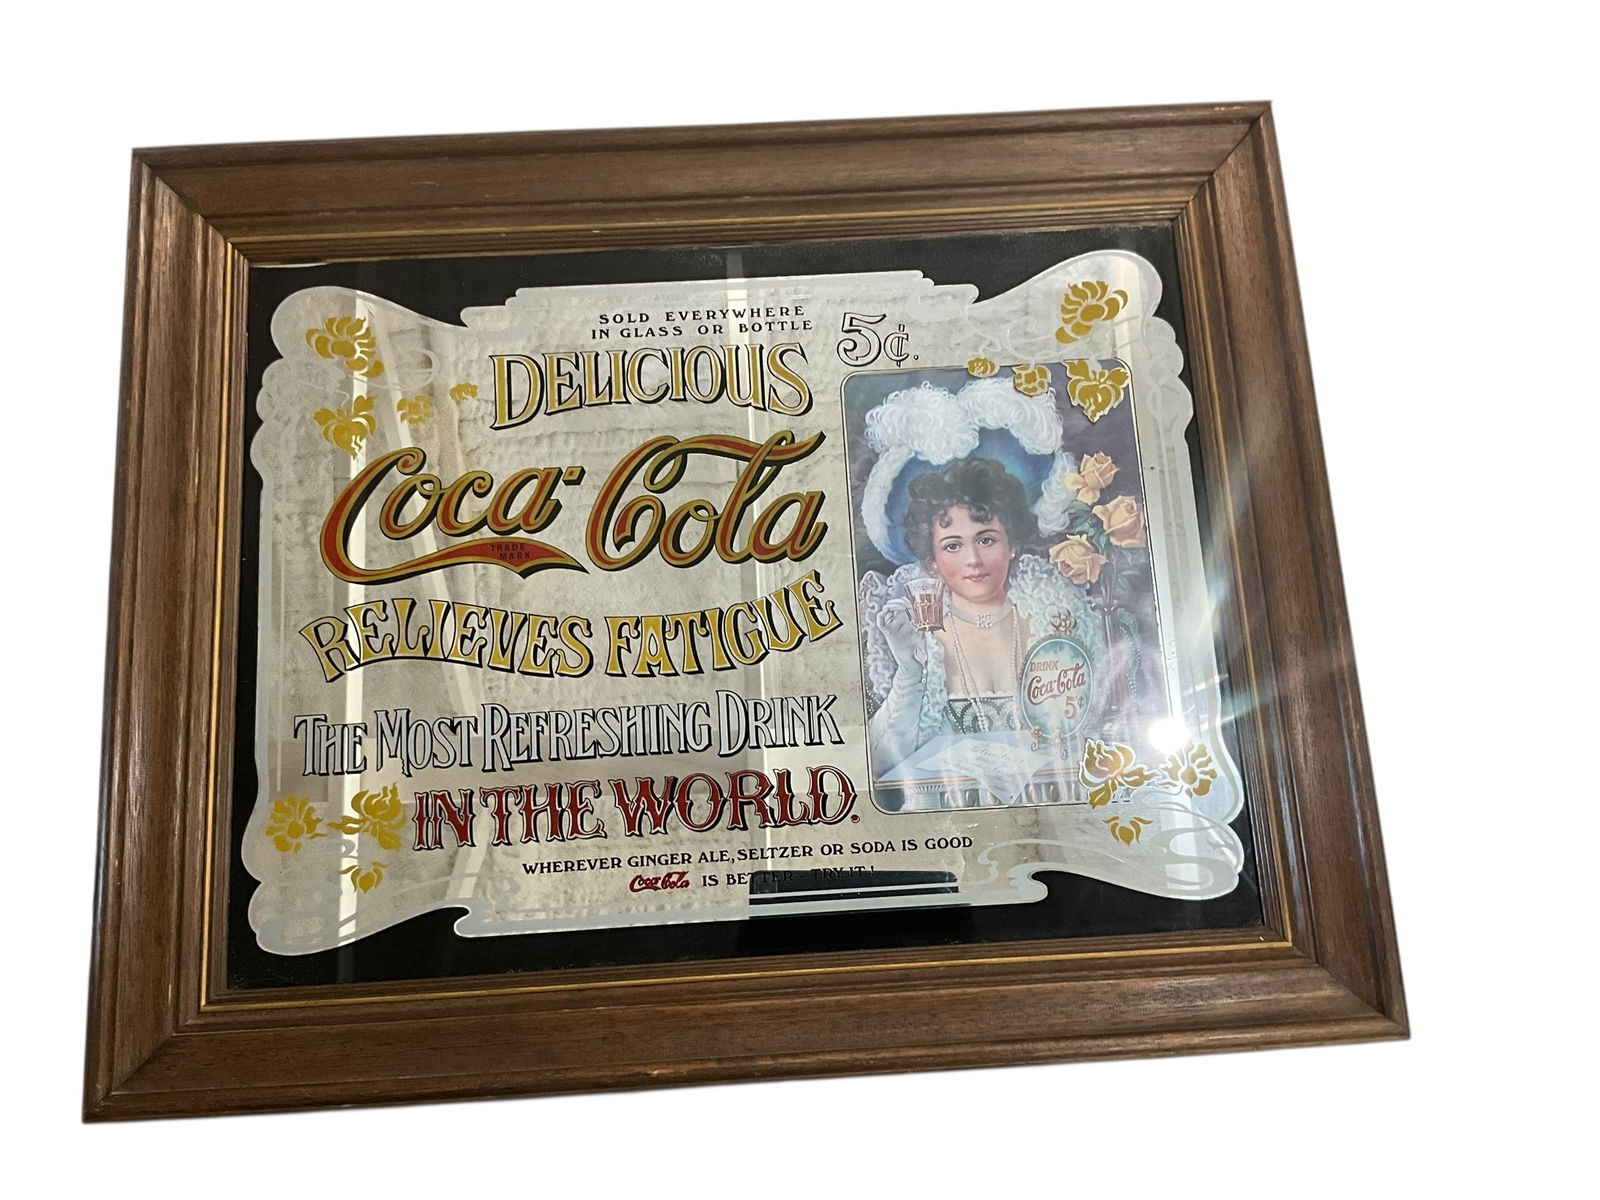 SOLD EVERYWHERE
IN GLASS OR BOTTLE
5¢.
DELICIOUS
Coca-Cola
TRADE
MARK
RELIEVES FATIGUE
THE MOST REFRESHING DRINK
IN THE WORLD.
WHEREVER GINGER ALE, SELTZER OR SODA IS GOOD
Coca-Cola IS BETTER - TRY IT!
DRINK
Coca-Cola
5¢